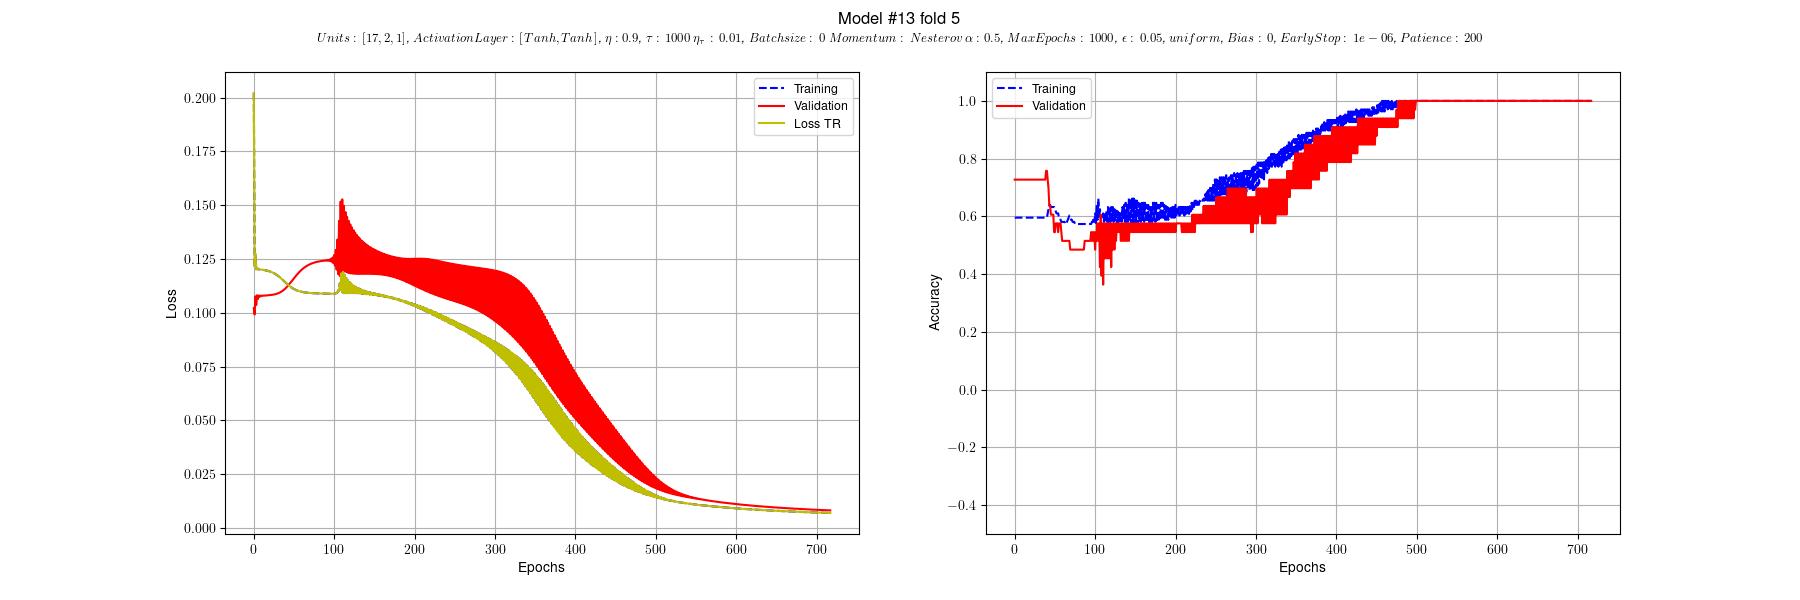 Model #13 fold 5
Units : [17, 2, 1], ActivationLayer : [Tanh, Tanh], η : 0.9, τ : 1000 ητ : 0.01, Batchsize : 0 Momentum : Nesterov α : 0.5, MaxEpochs : 1000, ϵ : 0.05, uniform, Bias : 0, EarlyStop : 1e − 06, Patience : 200
Training
Validation
Loss TR
0.200
0.175
0.150
0.125
0.100
0.075
0.050
0.025
0.000
Loss
0 100 200 300 400 500 600 700
Epochs
Training
Validation
1.0
0.8
0.6
0.4
0.2
0.0
−0.2
−0.4
Accuracy
0 100 200 300 400 500 600 700
Epochs